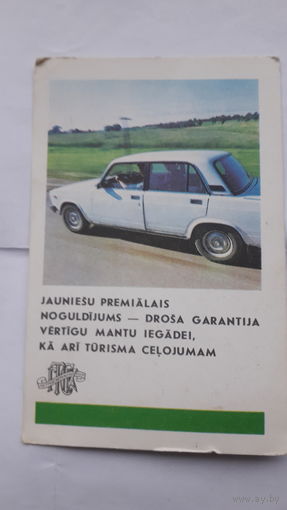 JAUNIEŠU PREMIĀLAIS
NOGULDĪJUMS — DROŠA GARANTIJA
VĒRTĪGU MANTU IEGĀDEI,
KĀ ARĪ TŪRISMA CEĻOJUMAM
www.ay.by